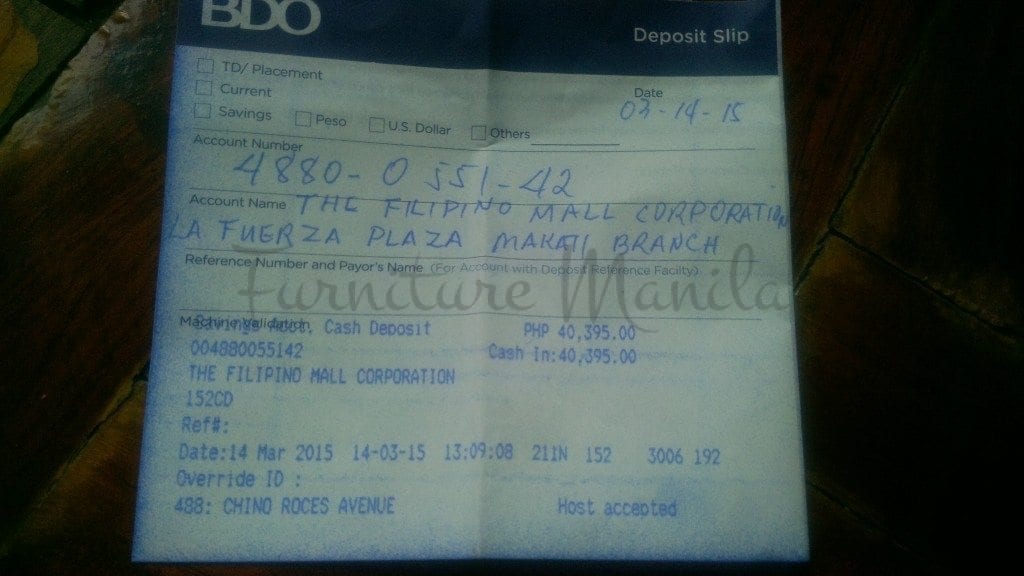 BDO
Deposit Slip
TD/ Placement
Current
Savings Peso U.S. Dollar Others
Date
03-14-15
Account Number
4880-0551-42
Account Name THE FILIPINO MALL CORPORATION
LA FUERZA PLAZA MAKATI BRANCH
Reference Number and Payor's Name (For Account with Deposit Reference Facilty)
Furniture Manila
Machine Validation
Savings Acct. Cash Deposit PHP 40,395.00
004880055142 Cash In:40,395.00
THE FILIPINO MALL CORPORATION
152CD
Ref#:
Date:14 Mar 2015 14-03-15 13:09:08 211N 152 3006 192
Override ID :
488: CHINO ROCES AVENUE Host accepted